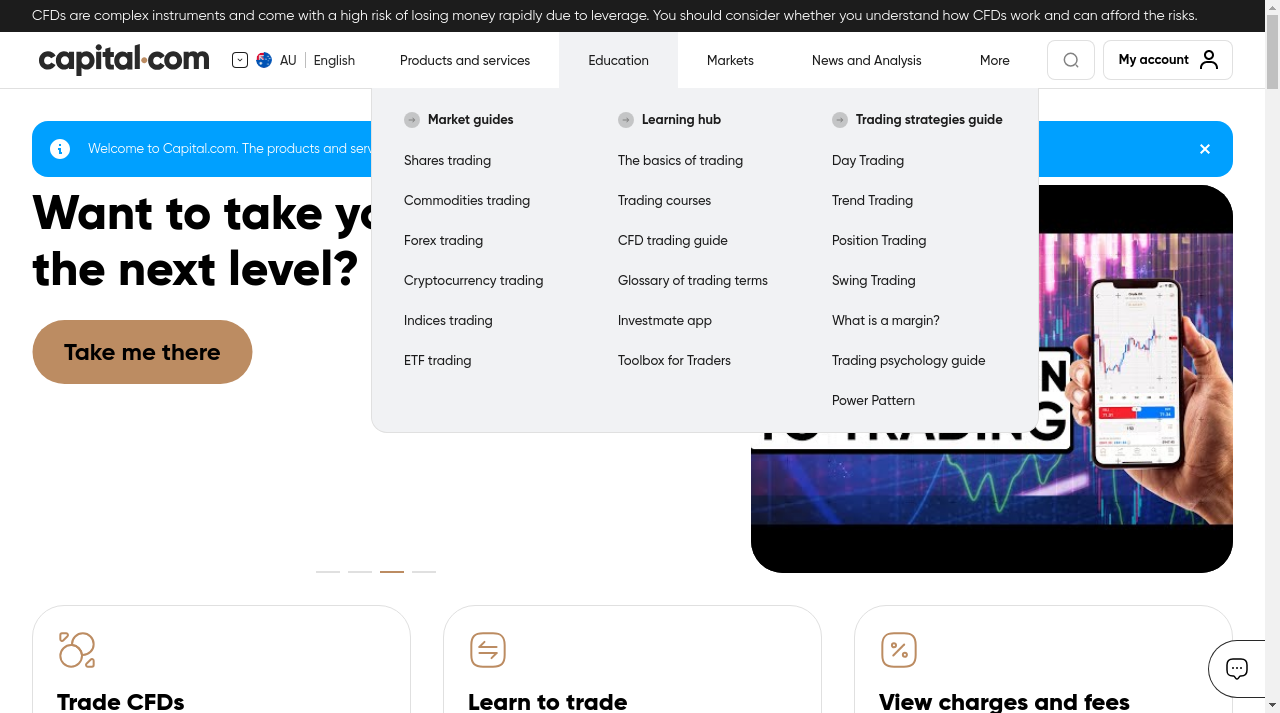 CFDs are complex instruments and come with a high risk of losing money rapidly due to leverage. You should consider whether you understand how CFDs work and can afford the risks.
capital.com
AU
English
Products and services
Education
Markets
News and Analysis
More
My account
Market guides
Shares trading
Commodities trading
Forex trading
Cryptocurrency trading
Indices trading
ETF trading
Learning hub
The basics of trading
Trading courses
CFD trading guide
Glossary of trading terms
Investmate app
Toolbox for Traders
Trading strategies guide
Day Trading
Trend Trading
Position Trading
Swing Trading
What is a margin?
Trading psychology guide
Power Pattern
Welcome to Capital.com. The products and serv
Want to take yo
the next level?
Take me there
TO TRADING
Trade CFDs
Learn to trade
View charges and fees